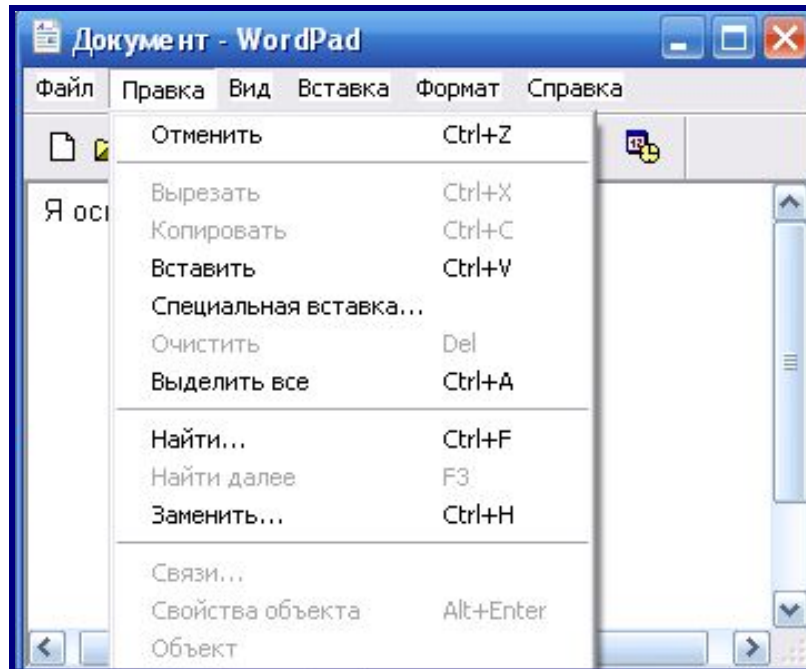 Документ - WordPad
Файл Правка Вид Вставка Формат Справка
Отменить Ctrl+Z
Вырезать Ctrl+X
Копировать Ctrl+C
Вставить Ctrl+V
Специальная вставка...
Очистить Del
Выделить все Ctrl+A
Найти... Ctrl+F
Найти далее F3
Заменить... Ctrl+H
Связи...
Свойства объекта Alt+Enter
Объект
Я